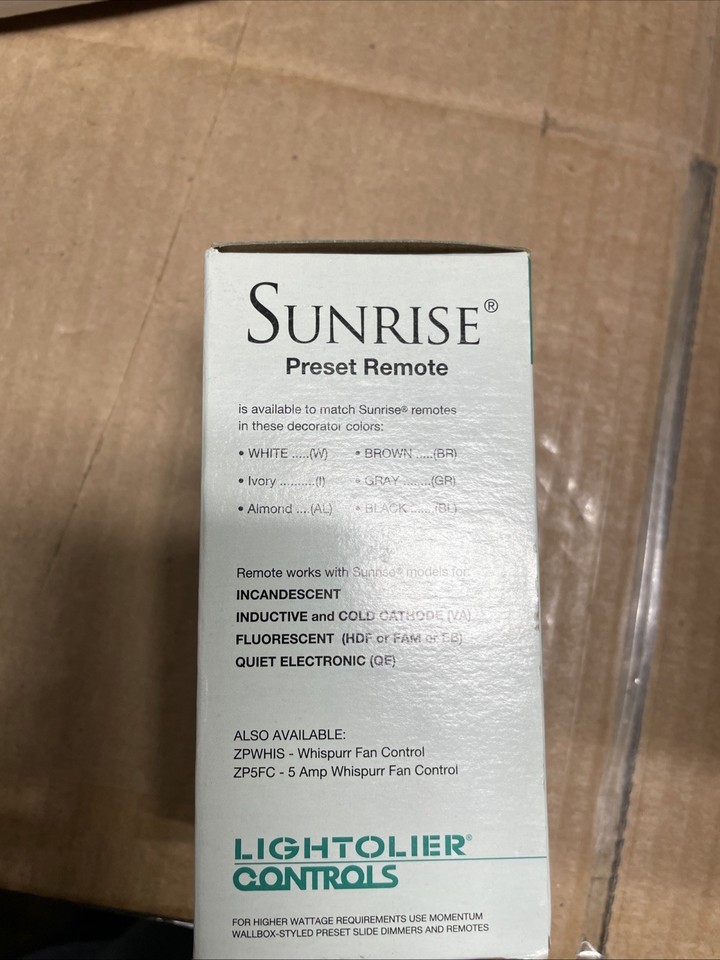 SUNRISE®
Preset Remote
is available to match Sunrise® remotes
in these decorator colors:
• WHITE .....(W) • BROWN .....(BR)
• Ivory ..........(I) • GRAY ........(GR)
• Almond ....(AL) • BLACK ......(BL)
Remote works with Sunrise® models for:
INCANDESCENT
INDUCTIVE and COLD CATHODE (VA)
FLUORESCENT (HDF or FAM or EB)
QUIET ELECTRONIC (QE)
ALSO AVAILABLE:
ZPWHIS - Whispurr Fan Control
ZP5FC - 5 Amp Whispurr Fan Control
LIGHTOLIER®
CONTROLS
FOR HIGHER WATTAGE REQUIREMENTS USE MOMENTUM
WALLBOX-STYLED PRESET SLIDE DIMMERS AND REMOTES